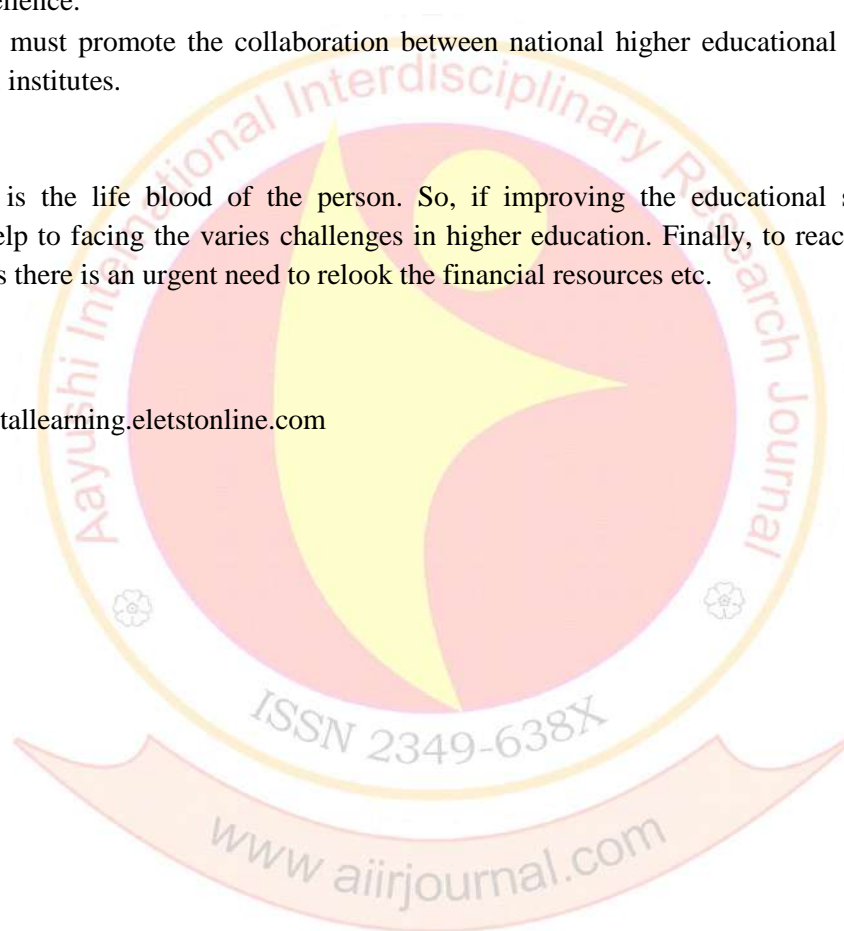 must promote the collaboration between national higher educational
institutes.
is the life blood of the person. So, if improving the educational s
elp to facing the varies challenges in higher education. Finally, to reac
s there is an urgent need to relook the financial resources etc.
tallearning.eletstonline.com
Aayushi International Interdisciplinary Research Journal
ISSN 2349-638X
www aiirjournal.com